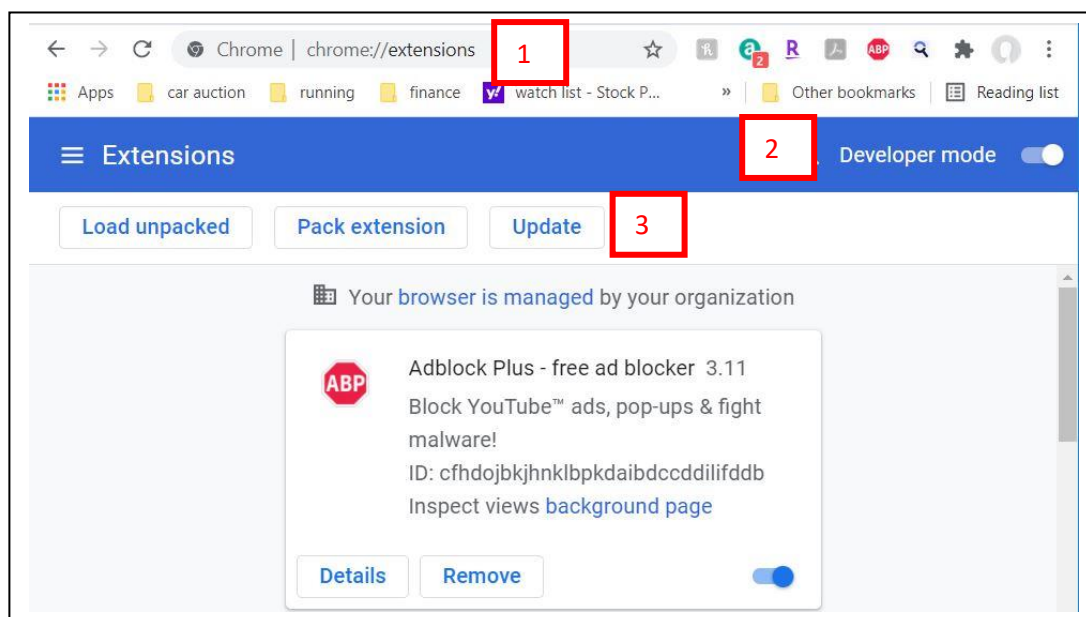 Chrome | chrome://extensions 1
2 R ABP
Apps car auction running finance y! watch list - Stock P... » Other bookmarks Reading list
Extensions 2 Developer mode
Load unpacked Pack extension Update 3
Your browser is managed by your organization
ABP Adblock Plus - free ad blocker 3.11
Block YouTube™ ads, pop-ups & fight
malware!
ID: cfhdojbkjhnklbpkdaibdccddilifddb
Inspect views background page
Details Remove